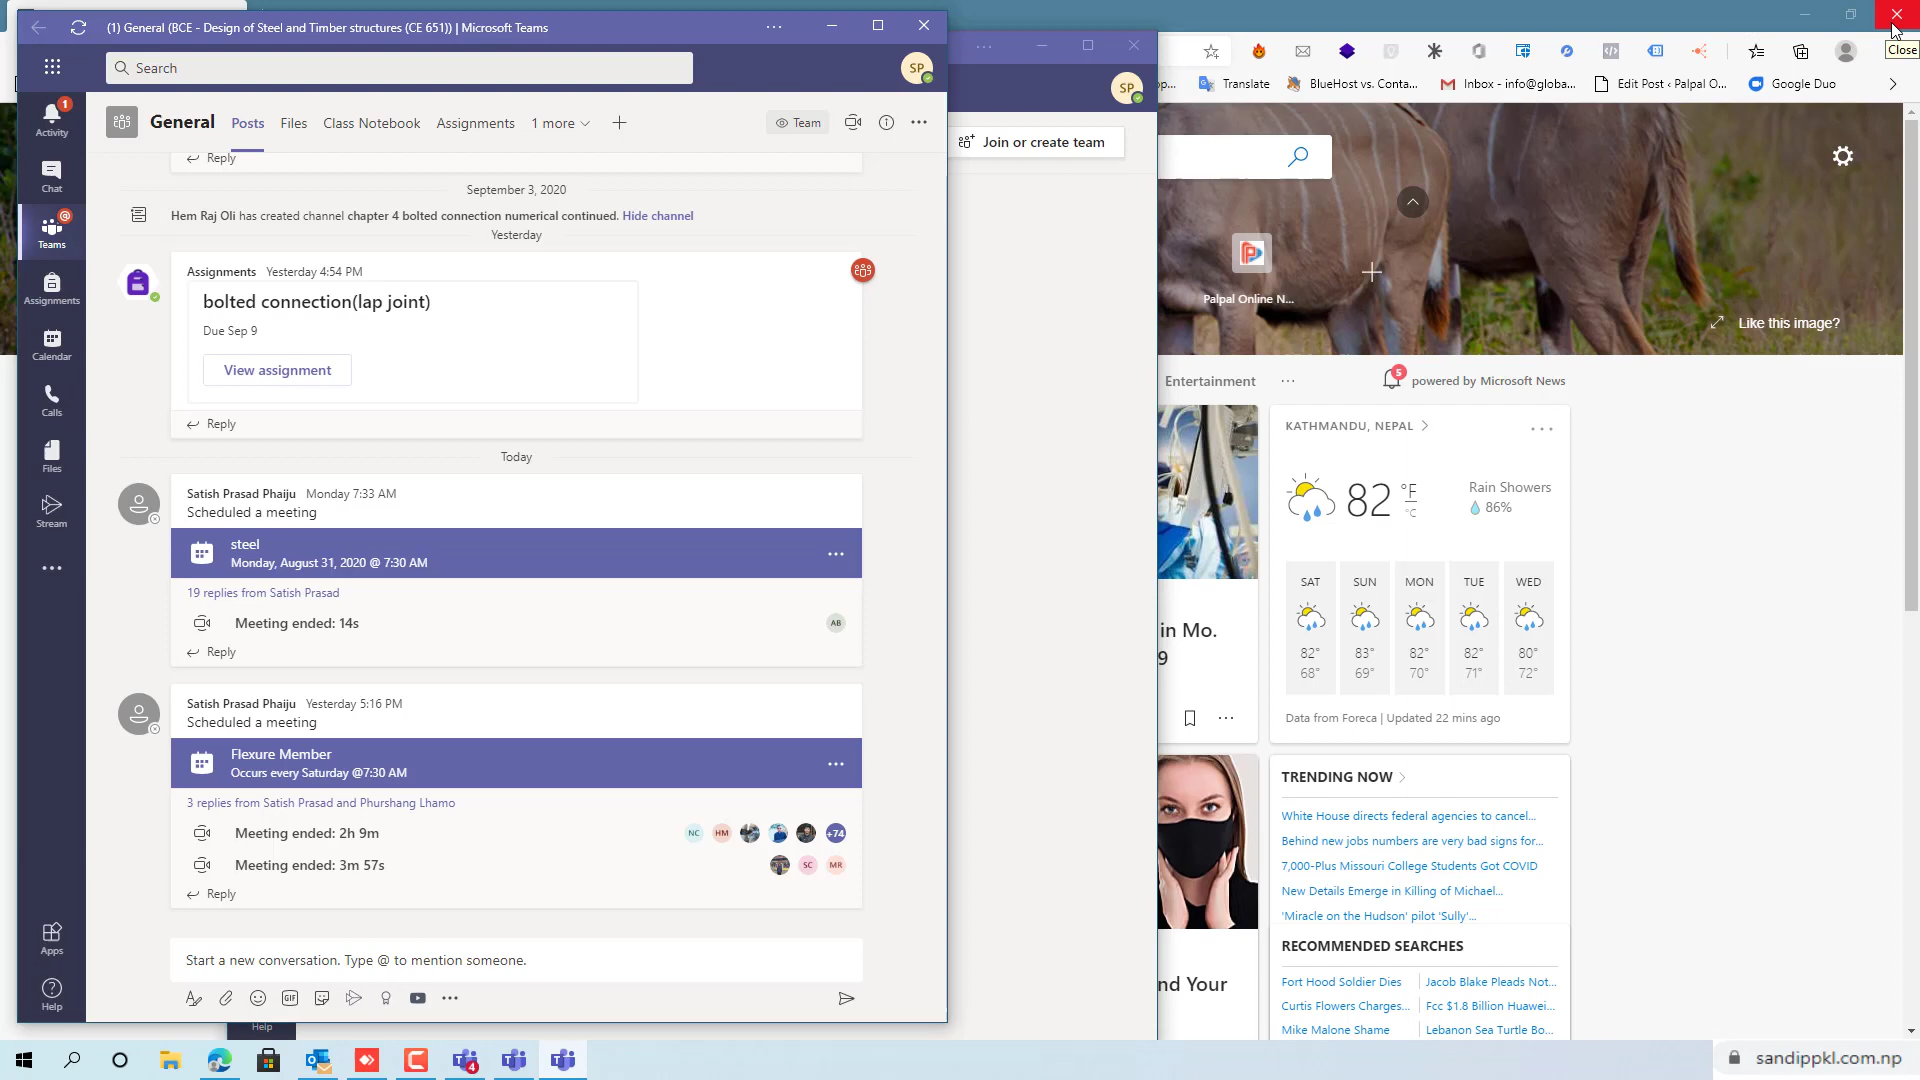 (1) General (BCE - Design of Steel and Timber structures (CE 651)) | Microsoft Teams
Close
Search
SP
SP
Translate
BlueHost vs. Conta...
Inbox - info@globa...
Edit Post ‹ Palpal O...
Google Duo
1
Activity
Chat
Teams
Assignments
Calendar
Calls
Files
Stream
Apps
Help
General
Posts
Files
Class Notebook
Assignments
1 more
Team
Join or create team
Reply
September 3, 2020
Hem Raj Oli has created channel chapter 4 bolted connection numerical continued. Hide channel
Yesterday
Assignments Yesterday 4:54 PM
bolted connection(lap joint)
Due Sep 9
View assignment
Reply
Today
Satish Prasad Phaiju Monday 7:33 AM
Scheduled a meeting
steel
Monday, August 31, 2020 @ 7:30 AM
19 replies from Satish Prasad
Meeting ended: 14s
AB
Reply
Satish Prasad Phaiju Yesterday 5:16 PM
Scheduled a meeting
Flexure Member
Occurs every Saturday @7:30 AM
3 replies from Satish Prasad and Phurshang Lhamo
Meeting ended: 2h 9m
NC HM +74
Meeting ended: 3m 57s
SC MR
Reply
Start a new conversation. Type @ to mention someone.
GIF
Help
Palpal Online N...
Like this image?
Entertainment
5
powered by Microsoft News
in Mo.
9
nd Your
KATHMANDU, NEPAL
82 °F
°C
Rain Showers
86%
SAT SUN MON TUE WED
82° 83° 82° 82° 80°
68° 69° 70° 71° 72°
Data from Foreca | Updated 22 mins ago
TRENDING NOW
White House directs federal agencies to cancel...
Behind new jobs numbers are very bad signs for...
7,000-Plus Missouri College Students Got COVID
New Details Emerge in Killing of Michael...
'Miracle on the Hudson' pilot 'Sully'...
RECOMMENDED SEARCHES
Fort Hood Soldier Dies
Jacob Blake Pleads Not...
Curtis Flowers Charges...
Fcc $1.8 Billion Huawei...
Mike Malone Shame
Lebanon Sea Turtle Bo...
4
sandippkl.com.np